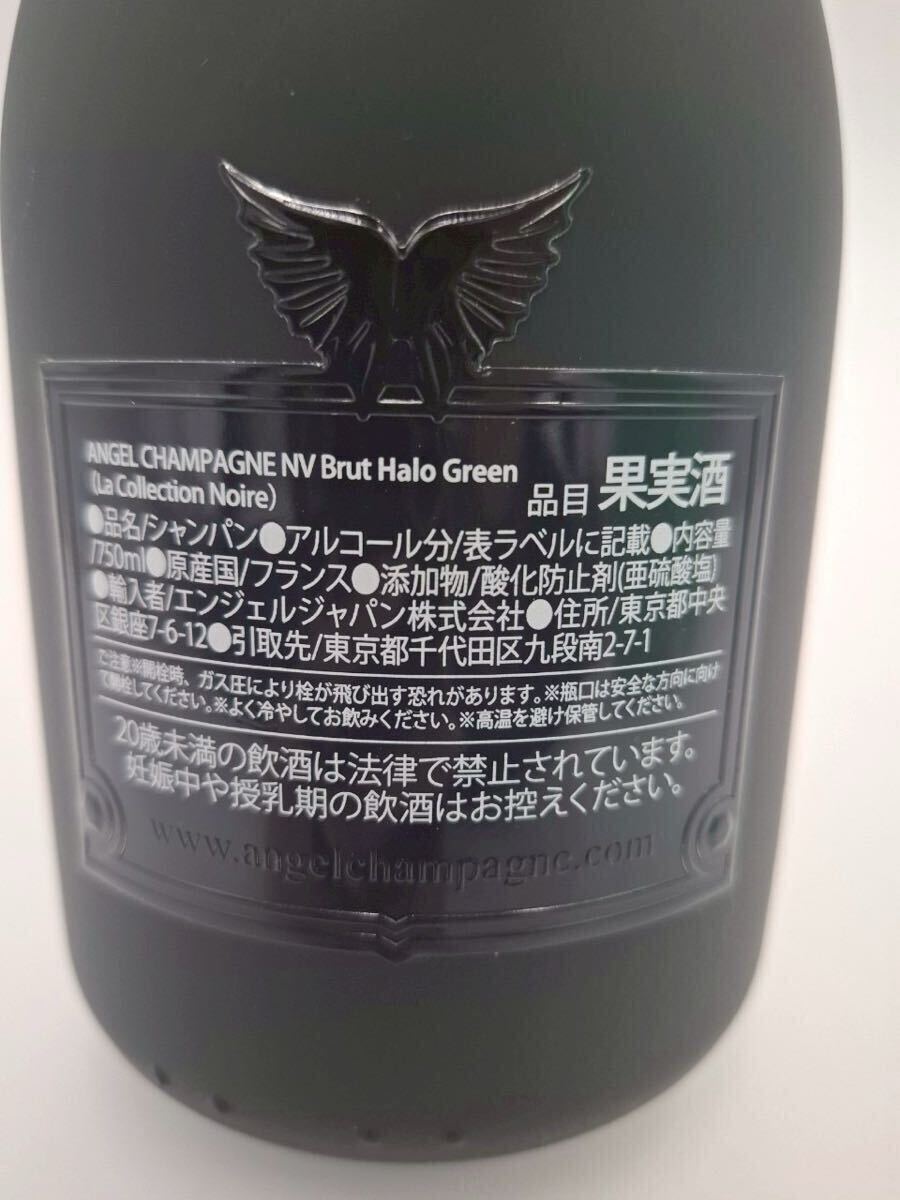 ANGEL CHAMPAGNE NV Brut Halo Green
(La Collection Noire)
品目 果実酒
●品名/シャンパン●アルコール分/表ラベルに記載●内容量
/750ml●原産国/フランス●添加物/酸化防止剤(亜硫酸塩)
●輸入者/エンジェルジャパン株式会社●住所/東京都中央
区銀座7-6-12●引取先/東京都千代田区九段南2-7-1
ご注意※開栓時、ガス圧により栓が飛び出す恐れがあります。※瓶口は安全な方向に向け
て開栓してください。※よく冷やしてお飲みください。※高温を避け保管してください。
20歳未満の飲酒は法律で禁止されています。
妊娠中や授乳期の飲酒はお控えください。
www.angelchampagne.com